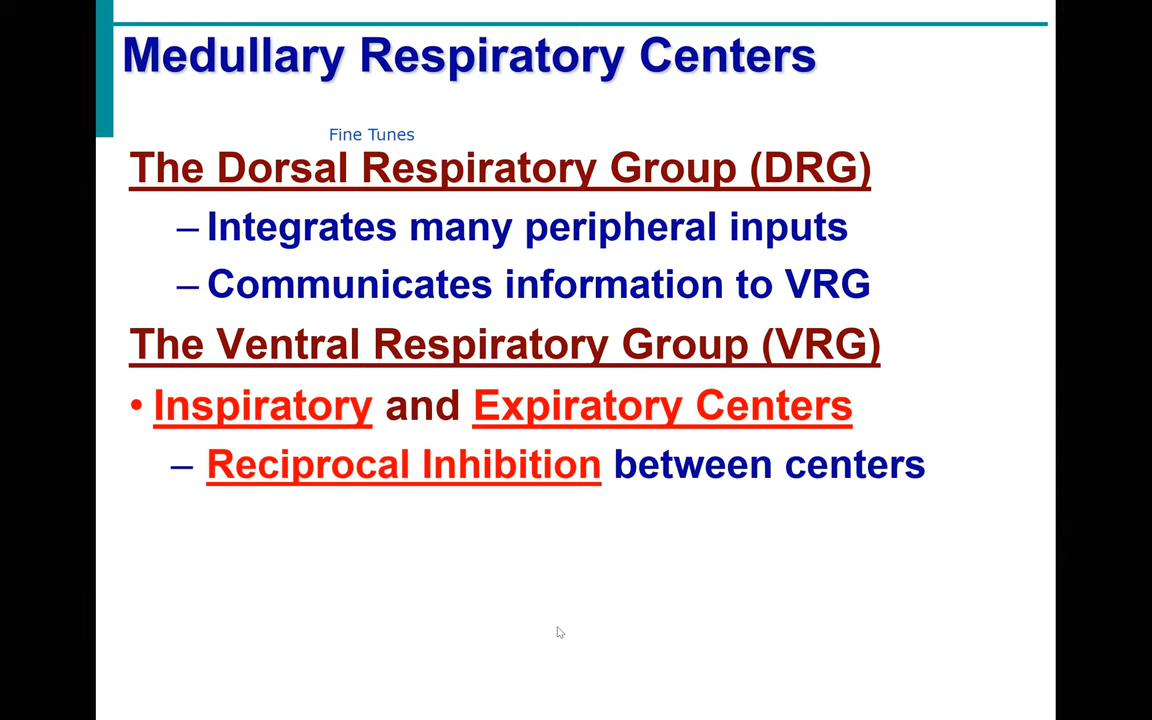 Medullary Respiratory Centers
Fine Tunes
The Dorsal Respiratory Group (DRG)
– Integrates many peripheral inputs
– Communicates information to VRG
The Ventral Respiratory Group (VRG)
• Inspiratory and Expiratory Centers
– Reciprocal Inhibition between centers